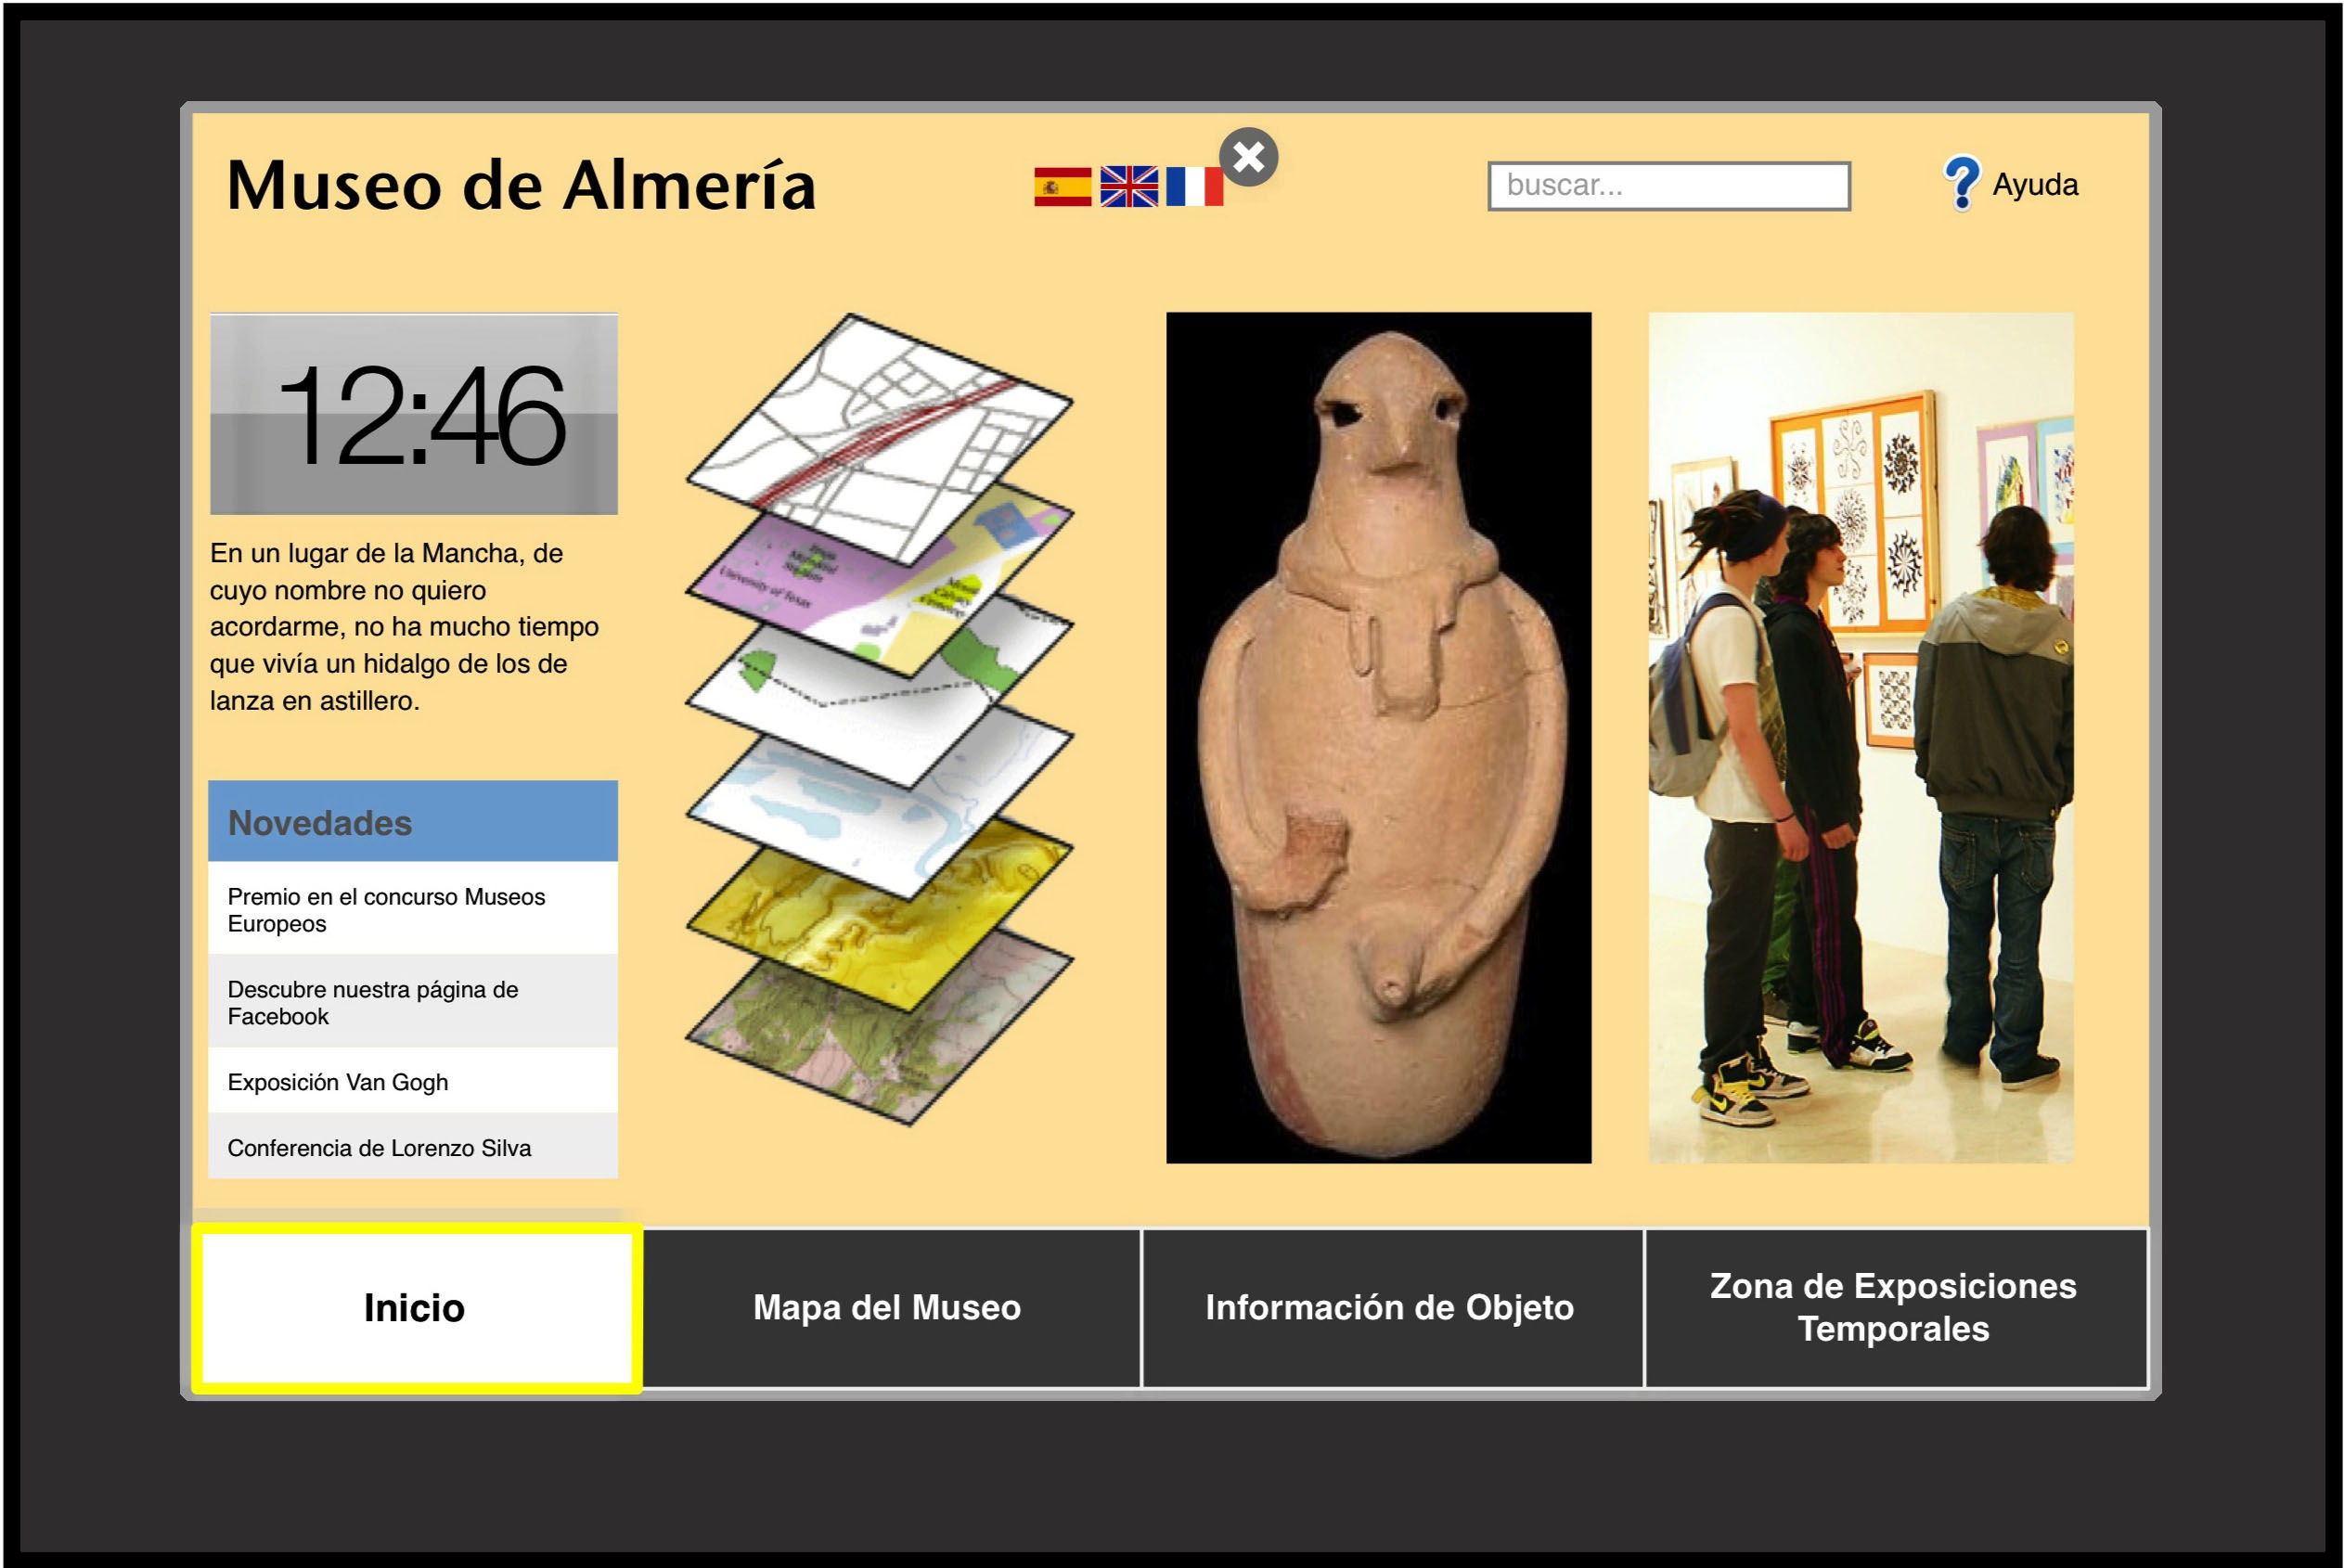 Museo de Almería
buscar...
Ayuda
12:46
En un lugar de la Mancha, de
cuyo nombre no quiero
acordarme, no ha mucho tiempo
que vivía un hidalgo de los de
lanza en astillero.
Novedades
Premio en el concurso Museos
Europeos
Descubre nuestra página de
Facebook
Exposición Van Gogh
Conferencia de Lorenzo Silva
University of Texas
Inicio
Mapa del Museo
Información de Objeto
Zona de Exposiciones
Temporales